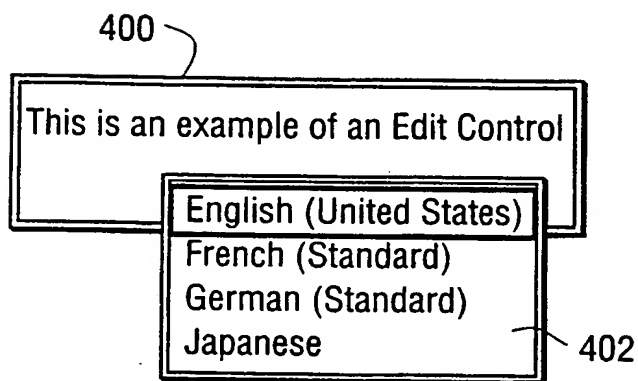 400
This is an example of an Edit Control
English (United States)
French (Standard)
German (Standard)
Japanese
402